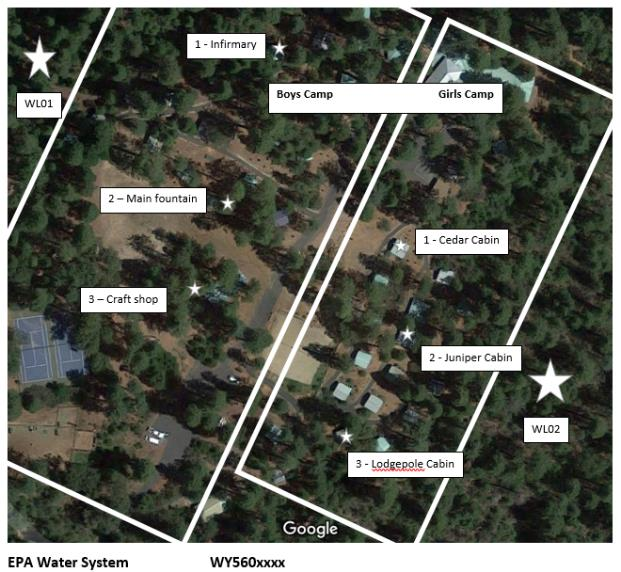 1 - Infirmary
WL01
Boys Camp Girls Camp
2 – Main fountain
1 - Cedar Cabin
3 – Craft shop
2 - Juniper Cabin
WL02
3 - Lodgepole Cabin
Google
EPA Water System WY560xxxx